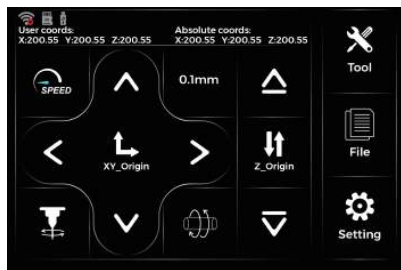 User coords: Absolute coords:
X:200.55 Y:200.55 Z:200.55 X:200.55 Y:200.55 Z:200.55
SPEED 0.1mm Tool
XY_Origin Z_Origin File
Setting